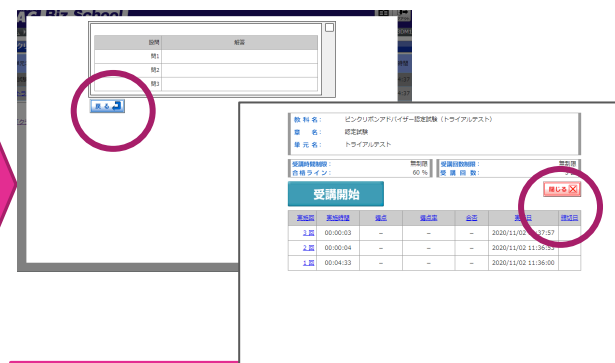 AC Biz School
設問 解答
問1
問2
問3
戻る
教 科 名： ピンクリボンアドバイザー認定試験（トライアルテスト）
章 名： 認定試験
単 元 名： トライアルテスト
受講時間制限： 無制限 受講回数制限： 無制限
合格ライン： 60 % 受 講 回 数：
受講開始
閉じる
実施回 実施時間 得点 得点率 合否 実施日 締切日
3 回 00:00:03 – – – 2020/11/02 11:37:57
2 回 00:00:04 – – – 2020/11/02 11:36:53
1 回 00:04:33 – – – 2020/11/02 11:36:00